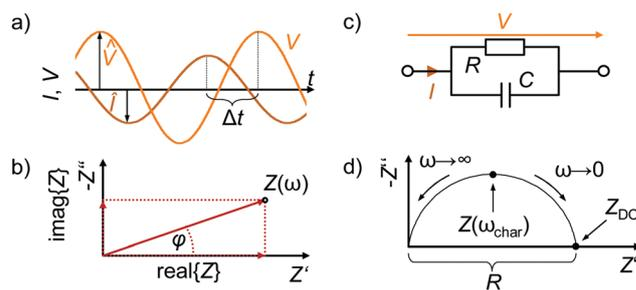 a)
V̂
Î
I, V
V
t
Δt
b)
-Z“
imag{Z}
Z(ω)
φ
real{Z}
Z‘
c)
V
R
I
C
d)
-Z“
ω→∞
ω→0
Z(ωchar)
ZDC
R
Z‘